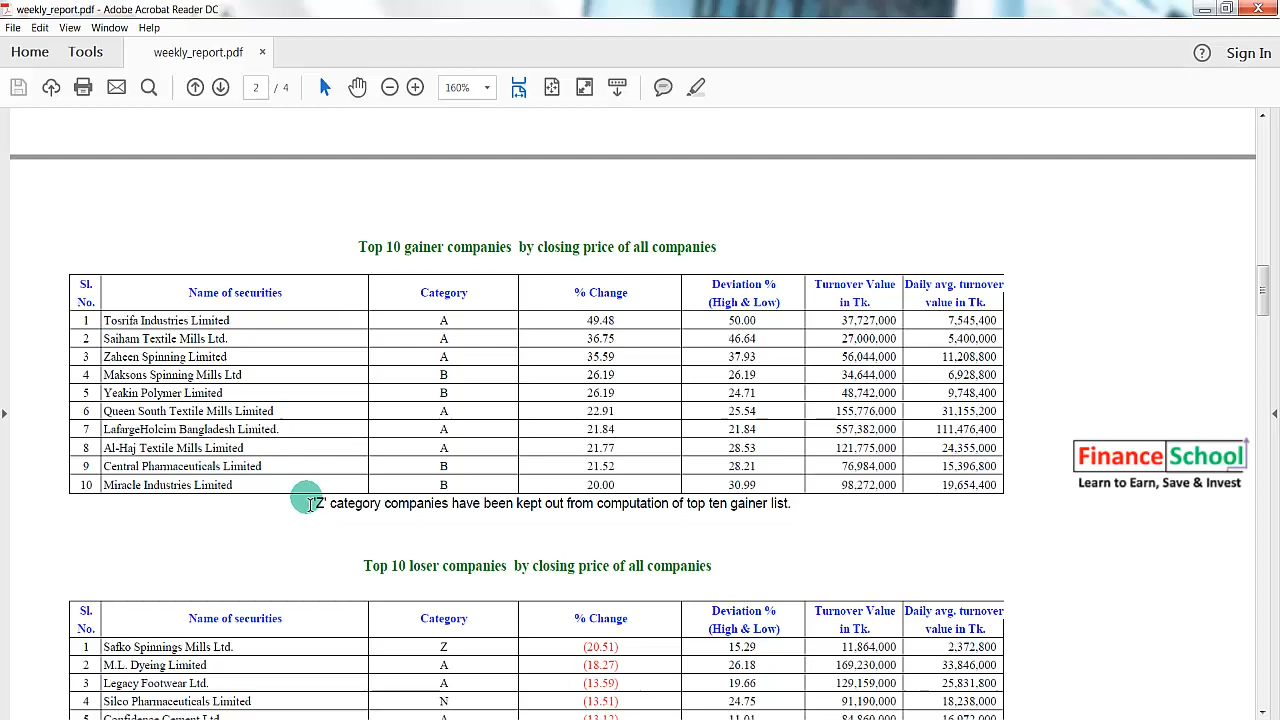 weekly_report.pdf - Adobe Acrobat Reader DC
File Edit View Window Help
Home Tools weekly_report.pdf × Sign In
2 / 4 160%
Top 10 gainer companies by closing price of all companies
Sl. No. Name of securities Category % Change Deviation % (High & Low) Turnover Value in Tk. Daily avg. turnover value in Tk.
1 Tosrifa Industries Limited A 49.48 50.00 37,727,000 7,545,400
2 Saiham Textile Mills Ltd. A 36.75 46.64 27,000,000 5,400,000
3 Zaheen Spinning Limited A 35.59 37.93 56,044,000 11,208,800
4 Maksons Spinning Mills Ltd B 26.19 26.19 34,644,000 6,928,800
5 Yeakin Polymer Limited B 26.19 24.71 48,742,000 9,748,400
6 Queen South Textile Mills Limited A 22.91 25.54 155,776,000 31,155,200
7 LafargeHolcim Bangladesh Limited. A 21.84 21.84 557,382,000 111,476,400
8 Al-Haj Textile Mills Limited A 21.77 28.53 121,775,000 24,355,000
9 Central Pharmaceuticals Limited B 21.52 28.21 76,984,000 15,396,800
10 Miracle Industries Limited B 20.00 30.99 98,272,000 19,654,400
'Z' category companies have been kept out from computation of top ten gainer list.
Finance School
Learn to Earn, Save & Invest
Top 10 loser companies by closing price of all companies
Sl. No. Name of securities Category % Change Deviation % (High & Low) Turnover Value in Tk. Daily avg. turnover value in Tk.
1 Safko Spinnings Mills Ltd. Z (20.51) 15.29 11,864,000 2,372,800
2 M.L. Dyeing Limited A (18.27) 26.18 169,230,000 33,846,000
3 Legacy Footwear Ltd. A (13.59) 19.66 129,159,000 25,831,800
4 Silco Pharmaceuticals Limited N (13.51) 24.75 91,190,000 18,238,000
5 Confidence Cement Ltd. A (13.12) 11.01 84,860,000 16,972,000